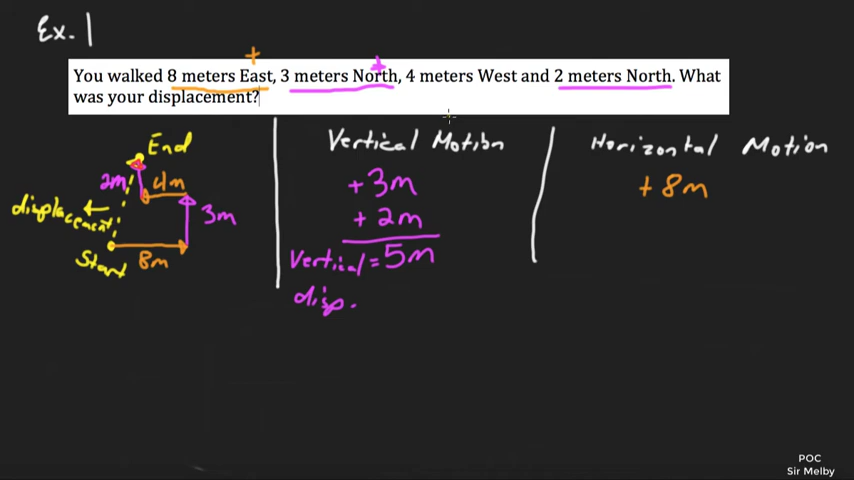 Ex. 1
+
+
You walked 8 meters East, 3 meters North, 4 meters West and 2 meters North. What
was your displacement?
End
2m
4m
displacement
3m
Start
8m
Vertical Motion
+ 3m
+ 2m
Vertical = 5m
disp.
Horizontal Motion
+ 8m
POC
Sir Melby